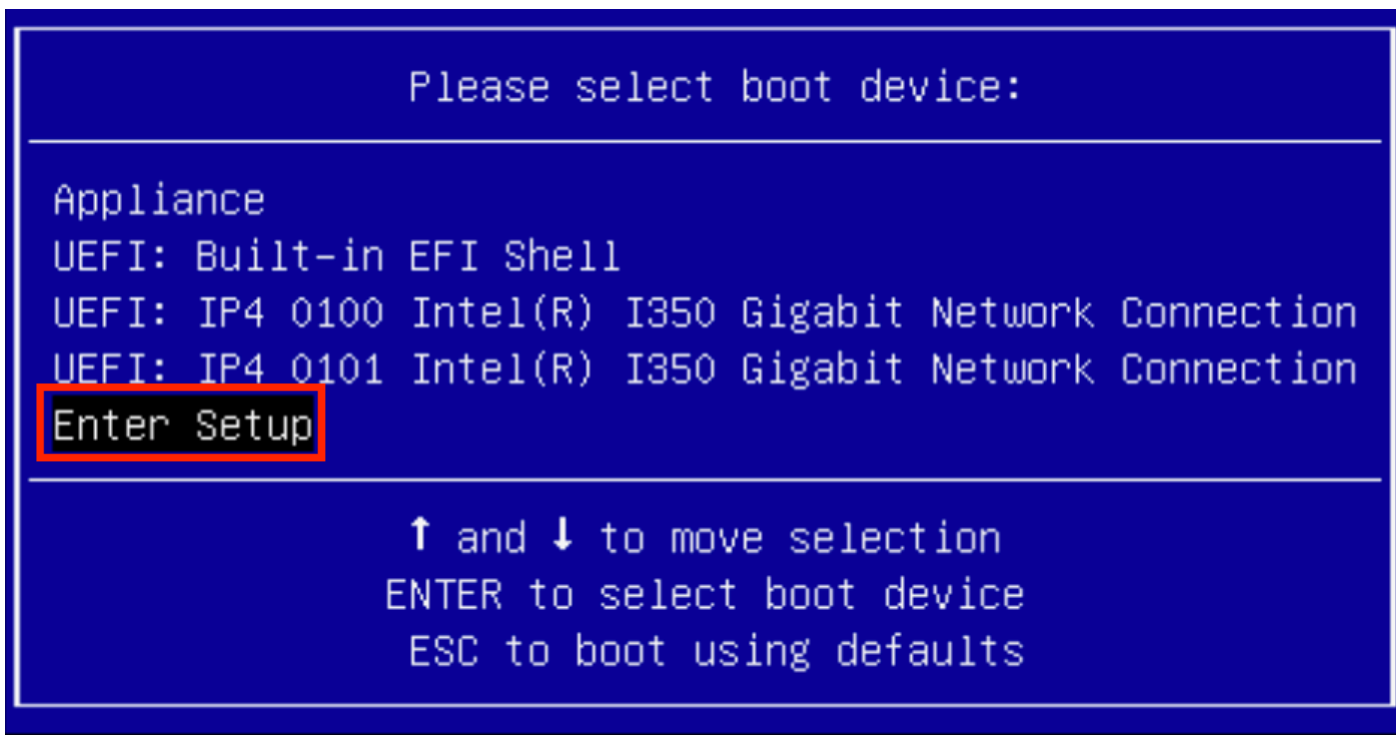 Please select boot device:
Appliance
UEFI: Built-in EFI Shell
UEFI: IP4 0100 Intel(R) I350 Gigabit Network Connection
UEFI: IP4 0101 Intel(R) I350 Gigabit Network Connection
Enter Setup
↑ and ↓ to move selection
ENTER to select boot device
ESC to boot using defaults